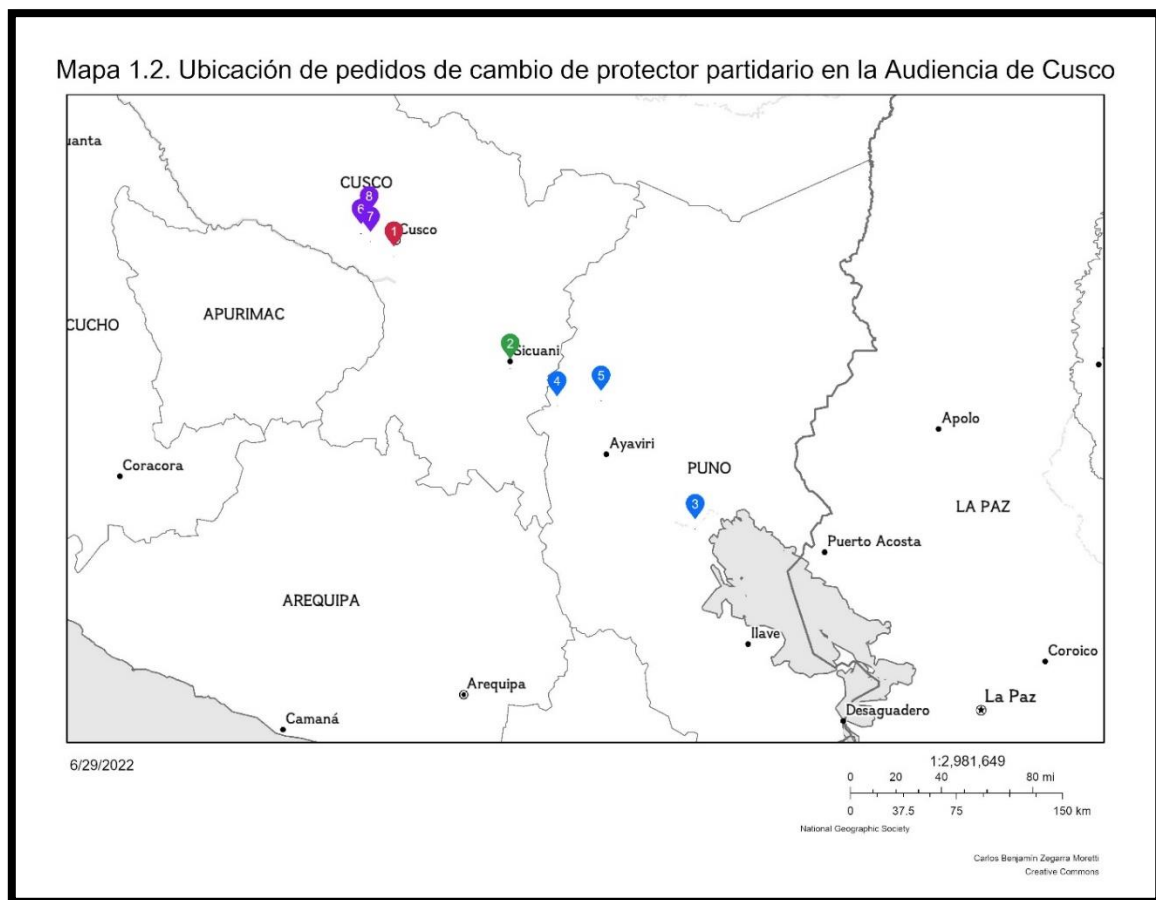 Mapa 1.2. Ubicación de pedidos de cambio de protector partidario en la Audiencia de Cusco
uanta
CUSCO
8
6
7
1
Cusco
APURIMAC
CUCHO
2
Sicuani
4
5
Apolo
Ayaviri
Coracora
PUNO
3
LA PAZ
Puerto Acosta
AREQUIPA
Ilave
Coroico
Arequipa
La Paz
Desaguadero
Camaná
6/29/2022
1:2,981,649
0 20 40 80 mi
0 37.5 75 150 km
National Geographic Society
Carlos Benjamín Zegarra Moretti
Creative Commons